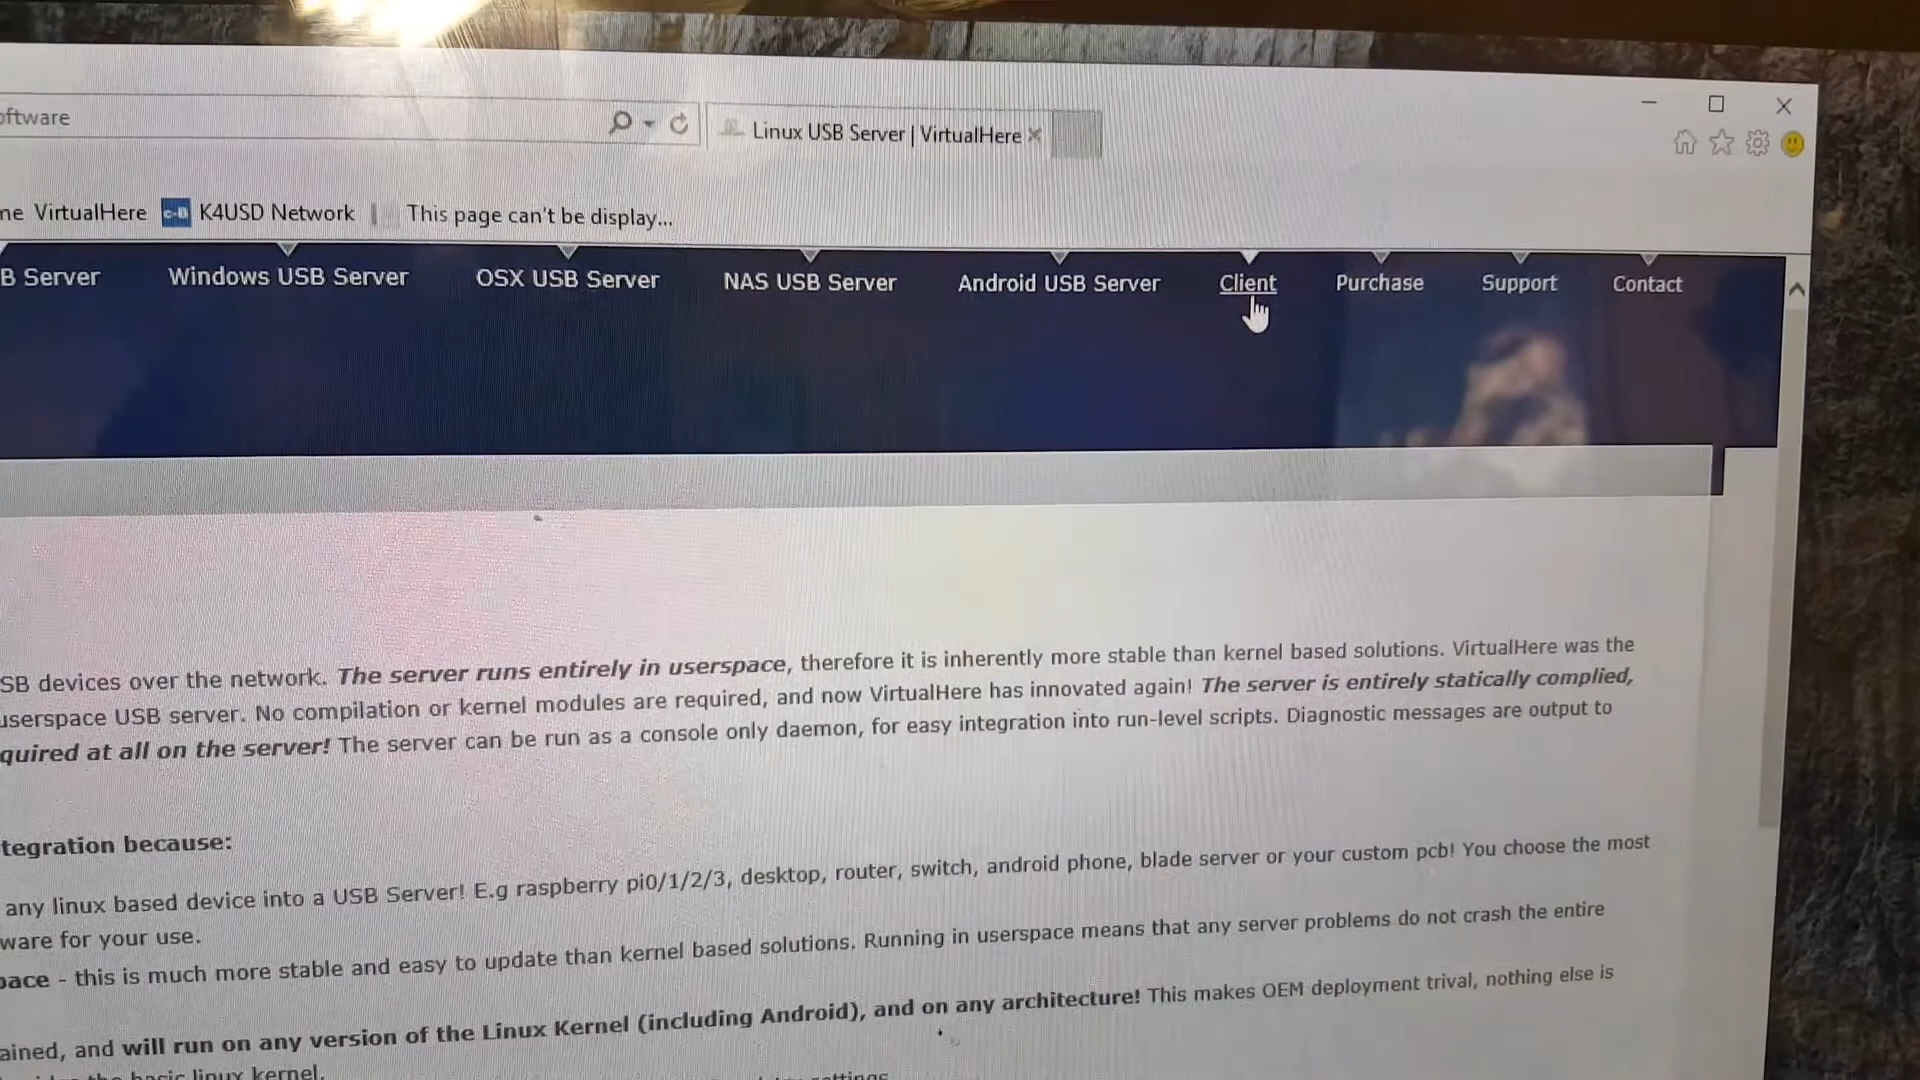 oftware
Linux USB Server | VirtualHere
me VirtualHere K4USD Network This page can't be display...
B Server Windows USB Server OSX USB Server NAS USB Server Android USB Server Client Purchase Support Contact
SB devices over the network. The server runs entirely in userspace, therefore it is inherently more stable than kernel based solutions. VirtualHere was the
userspace USB server. No compilation or kernel modules are required, and now VirtualHere has innovated again! The server is entirely statically complied,
quired at all on the server! The server can be run as a console only daemon, for easy integration into run-level scripts. Diagnostic messages are output to
tegration because:
any linux based device into a USB Server! E.g raspberry pi0/1/2/3, desktop, router, switch, android phone, blade server or your custom pcb! You choose the most
ware for your use.
pace - this is much more stable and easy to update than kernel based solutions. Running in userspace means that any server problems do not crash the entire
ained, and will run on any version of the Linux Kernel (including Android), and on any architecture! This makes OEM deployment trival, nothing else is
the basic linux kernel.